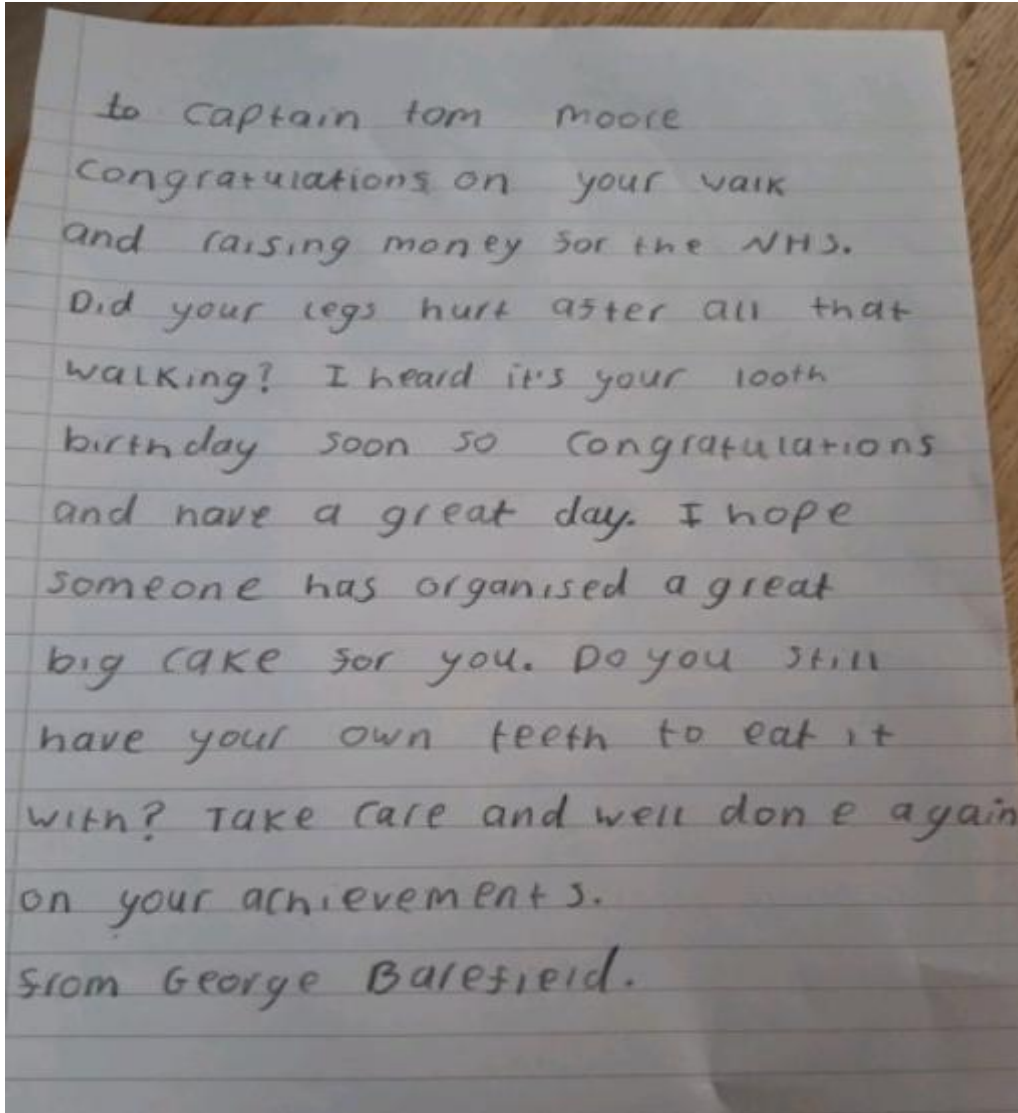 to captain tom moore
Congratulations on your walk
and raising money for the NHS.
Did your legs hurt after all that
walking? I heard it's your 100th
birthday soon so congratulations
and have a great day. I hope
someone has organised a great
big cake for you. Do you still
have your own teeth to eat it
with? Take care and well done again
on your achievements.
from George Barefield.